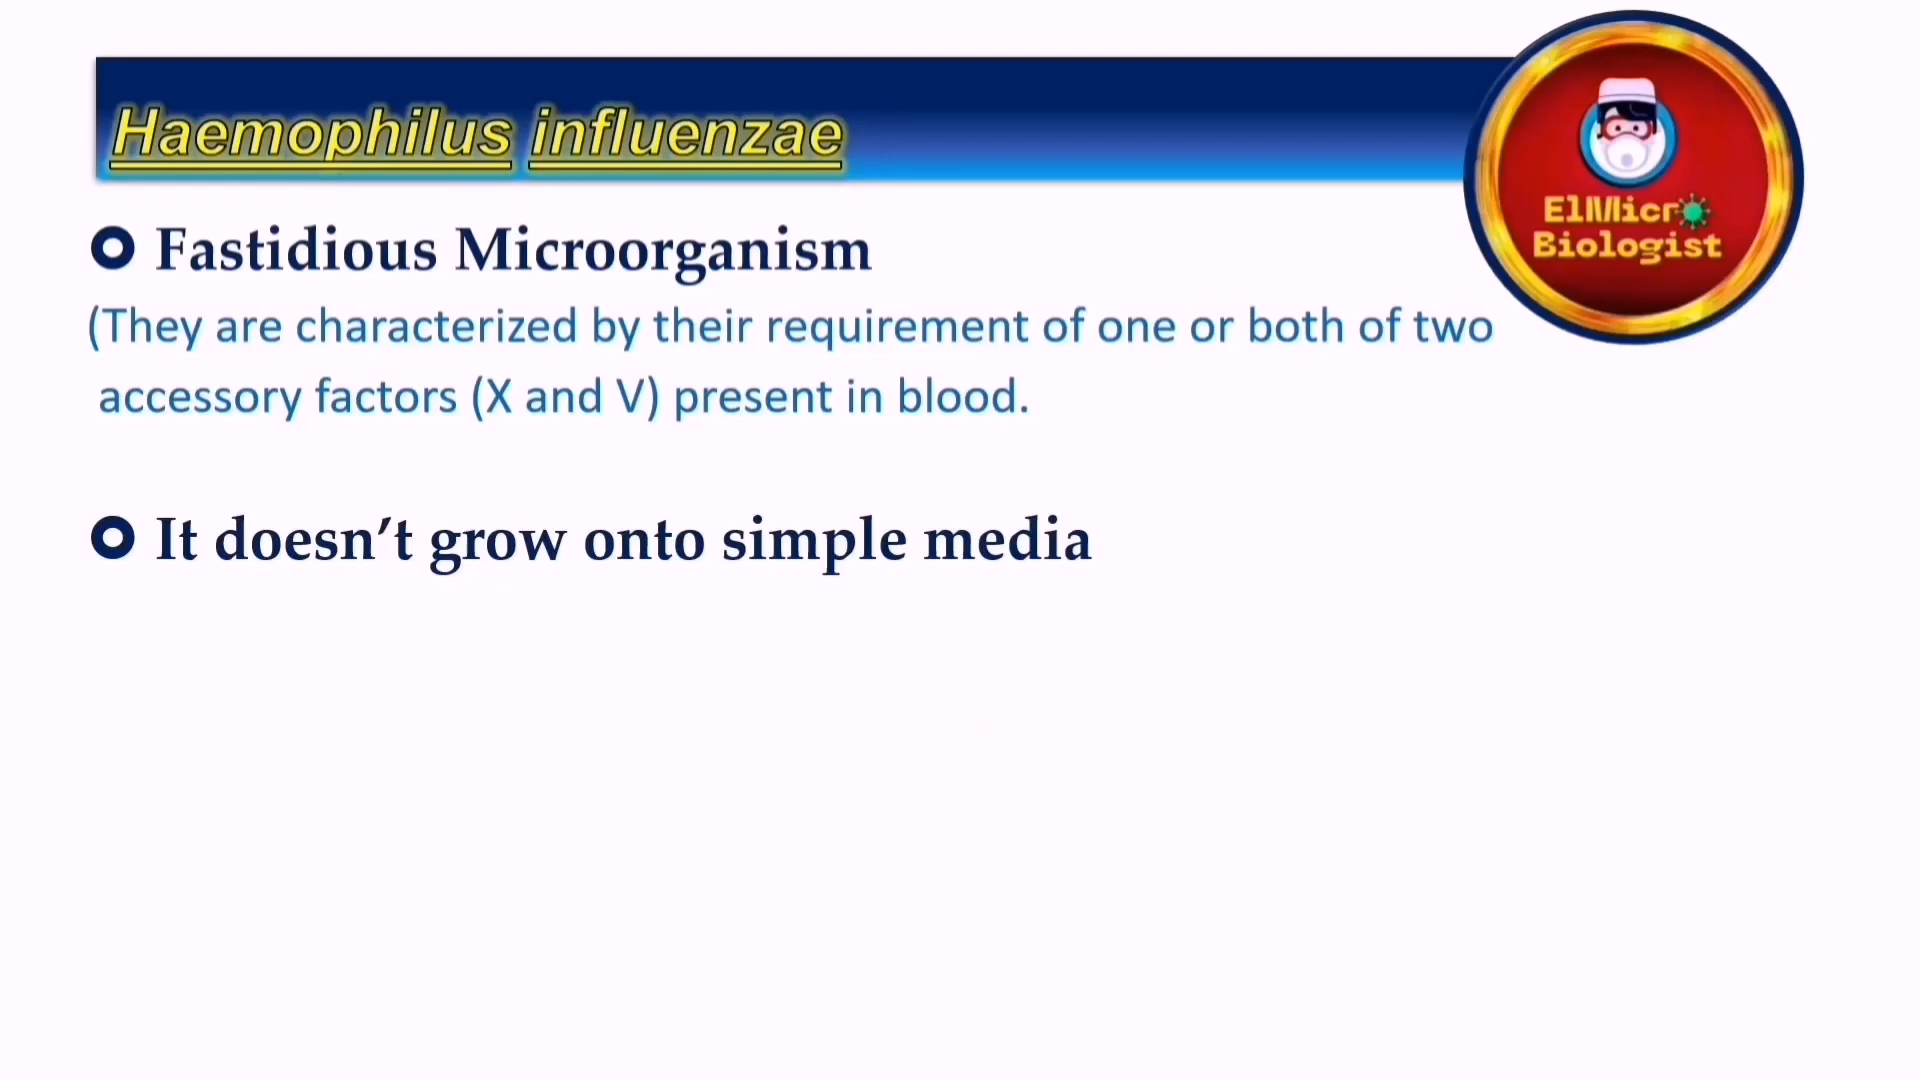 Haemophilus influenzae
ElMicro
Biologist
Fastidious Microorganism
(They are characterized by their requirement of one or both of two
accessory factors (X and V) present in blood.
It doesn’t grow onto simple media